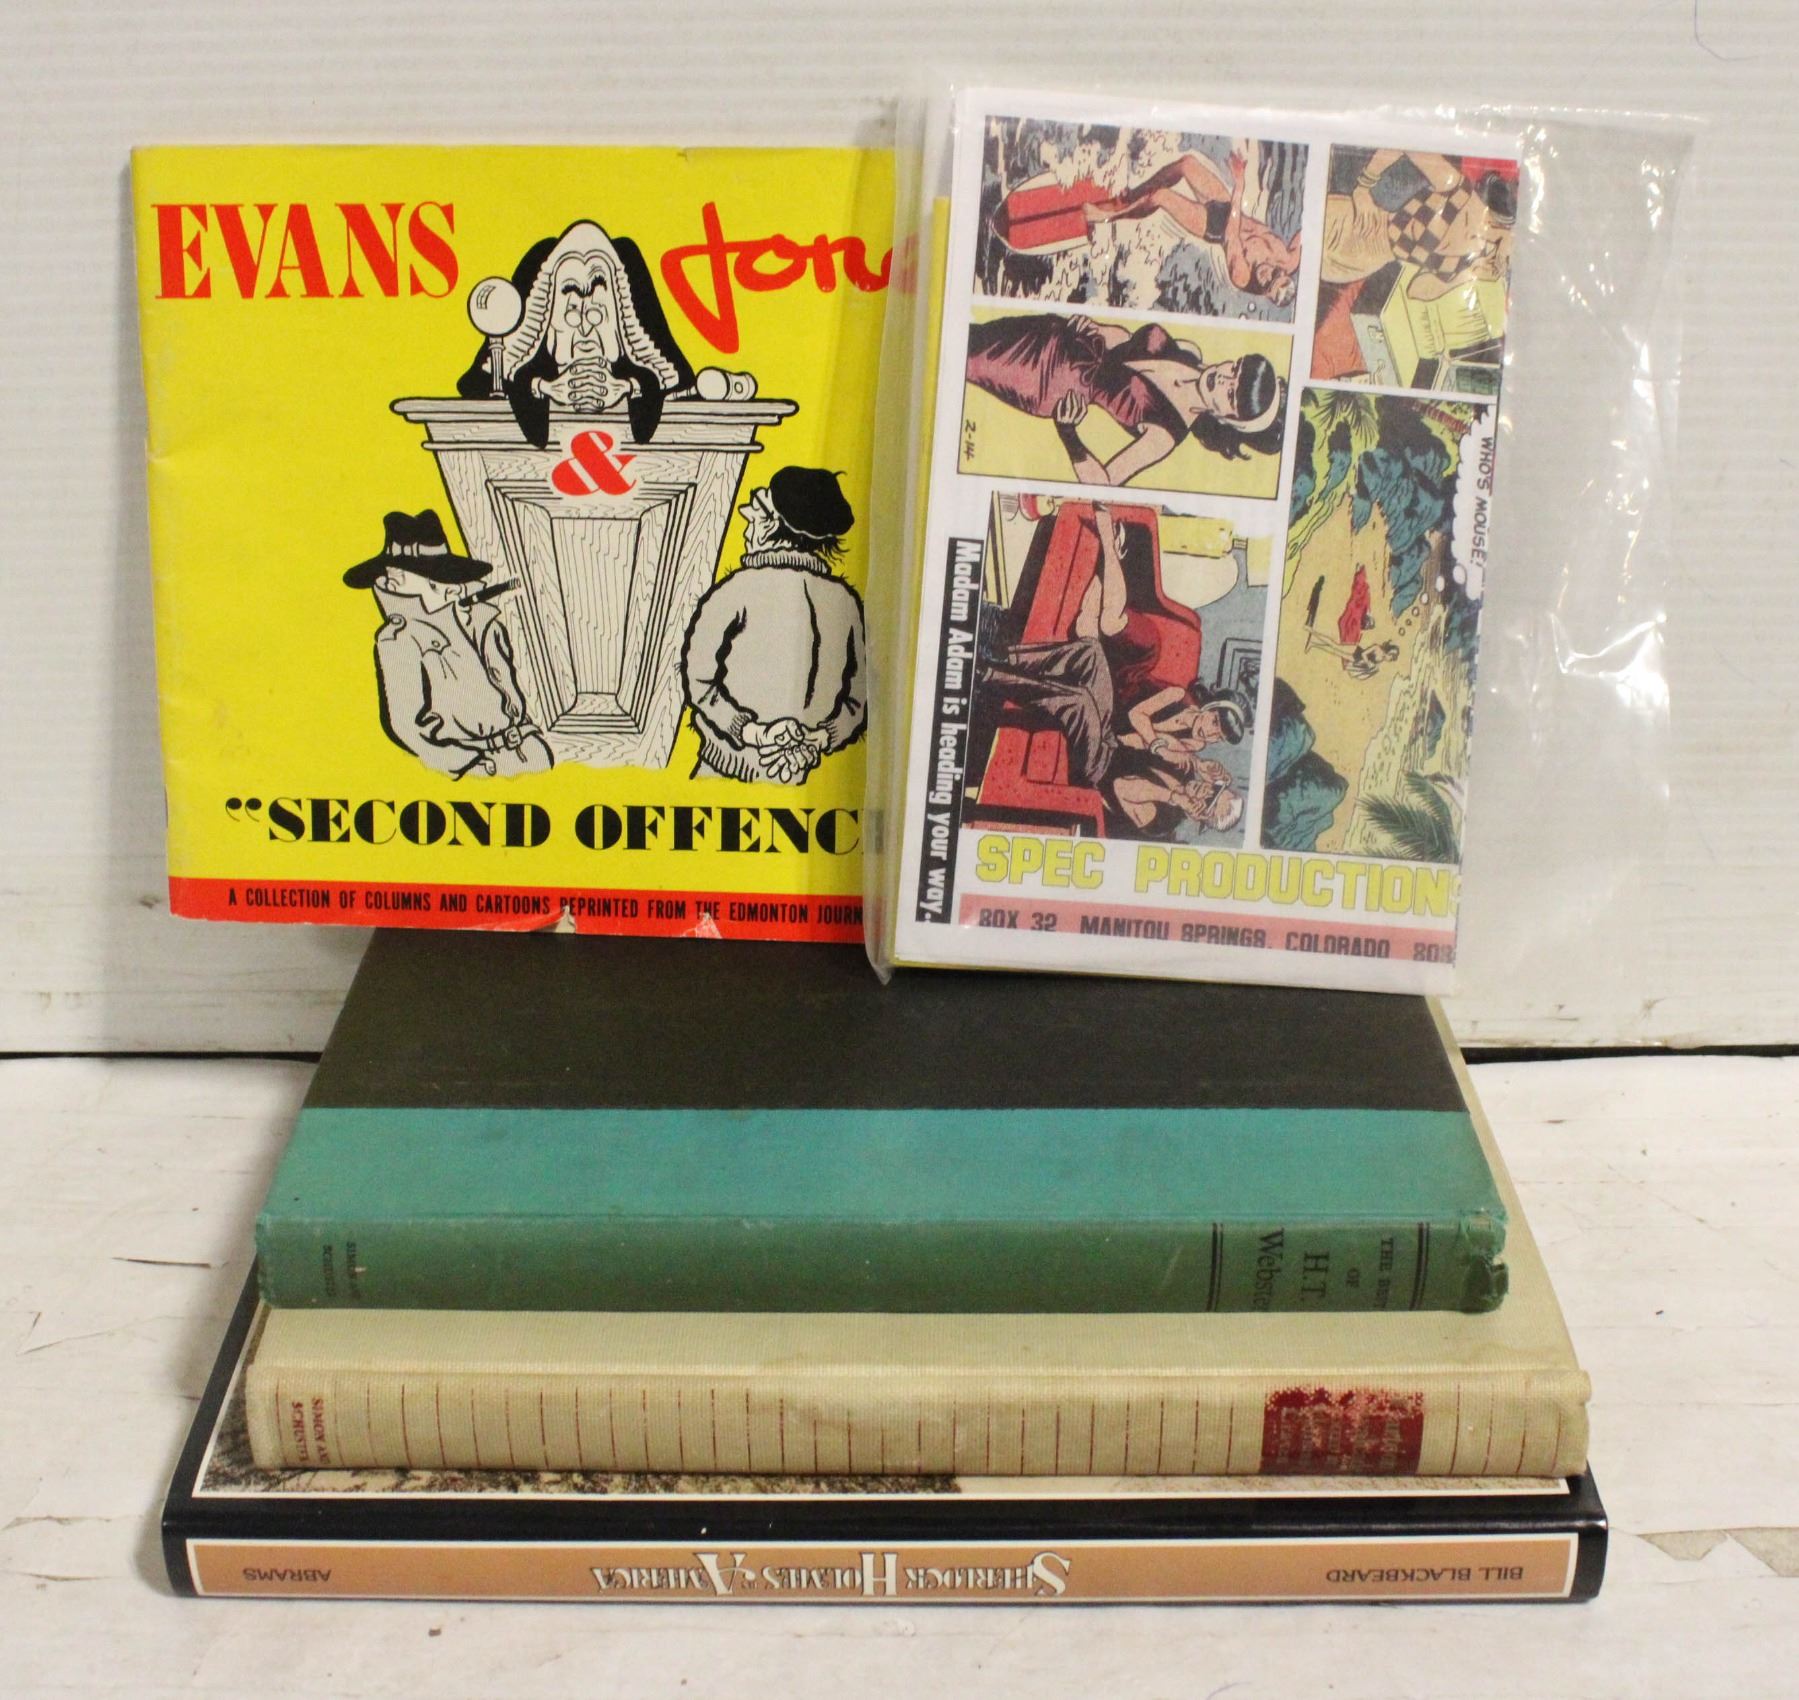 EVANS
&
"SECOND OFFENC
A COLLECTION OF COLUMNS AND CARTOONS REPRINTED FROM THE EDMONTON JOURN
2-14
WHO'S MOUSE?
Madam Adam is heading your way.
SPEC PRODUCTIONS
BOX 32 MANITOU SPRINGS, COLORADO 808
THE BEST
OF
H.T.
Webster
SIMON AND
SCHUSTER
SIMON AND
SCHUSTER
BILL BLACKBEARD
SHERLOCK HOLMES IN AMERICA
ABRAMS